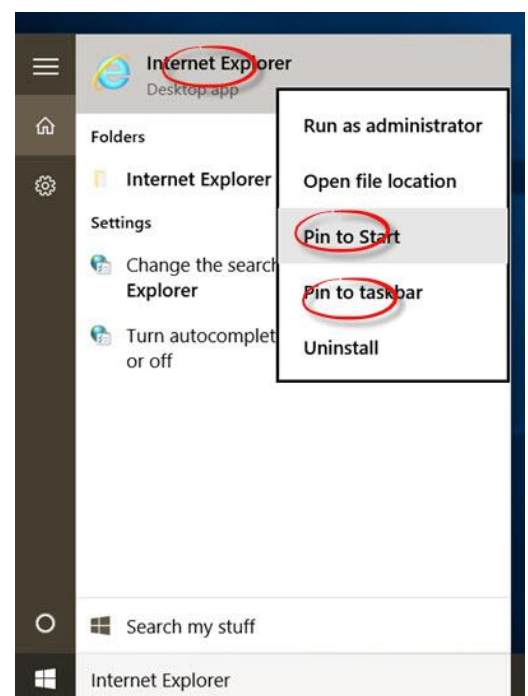 Internet Explorer
Desktop app
Folders
Internet Explorer
Settings
Change the search
Explorer
Turn autocomplet
or off
Run as administrator
Open file location
Pin to Start
Pin to taskbar
Uninstall
Search my stuff
Internet Explorer